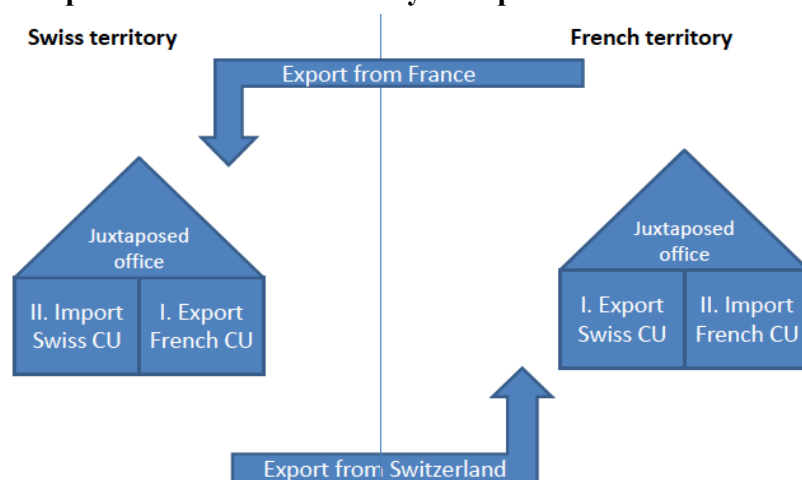 Swiss territory
French territory
Export from France
Juxtaposed
office
II. Import
Swiss CU
I. Export
French CU
Juxtaposed
office
I. Export
Swiss CU
II. Import
French CU
Export from Switzerland